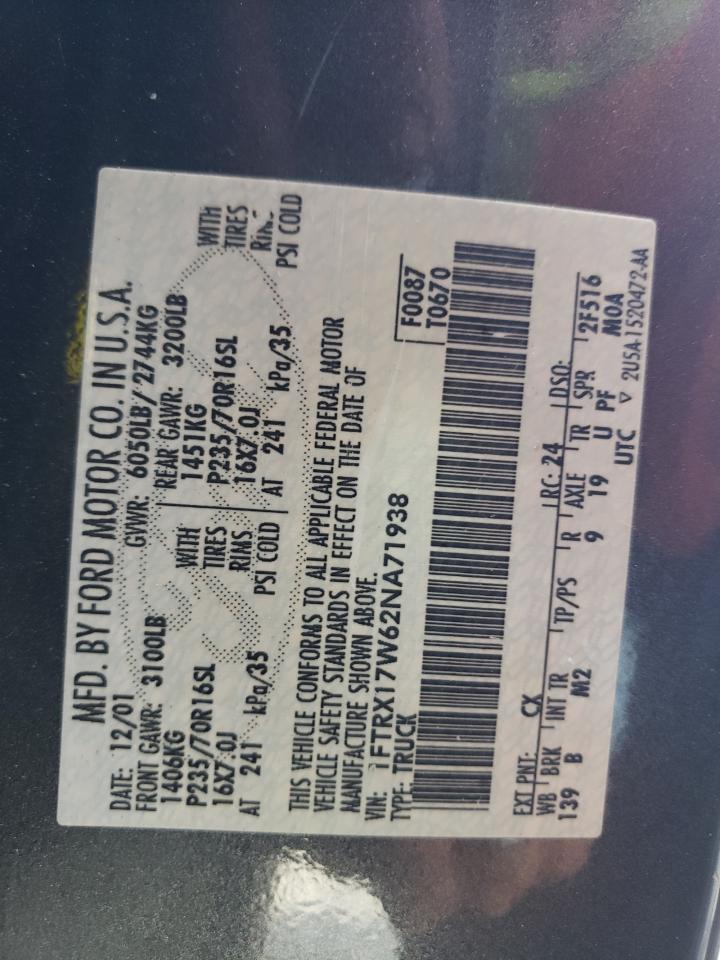 MFD. BY FORD MOTOR CO. IN U.S.A.
DATE: 12/01 GVWR: 6050LB/ 2744KG
FRONT GAWR: 3100LB REAR GAWR: 3200LB
1406KG WITH 1451KG WITH
P235/70R16SL TIRES P235/70R16SL TIRES
16X7.0J RIMS 16X7.0J
AT 241 kPa/35 PSI COLD AT 241 kPa/35 PSI COLD
THIS VEHICLE CONFORMS TO ALL APPLICABLE FEDERAL MOTOR
VEHICLE SAFETY STANDARDS IN EFFECT ON THE DATE OF
MANUFACTURE SHOWN ABOVE.
VIN: 1FTRX17W62NA71938 F0087
TYPE: TRUCK T0670
EXT PNT: CX RC: 24 DSO:
WB BRK INT TR TP/PS R AXLE TR SPR 2F516
139 B M2 9 19 U PF M0A
UTC ▽ 2U5A-1520472-AA